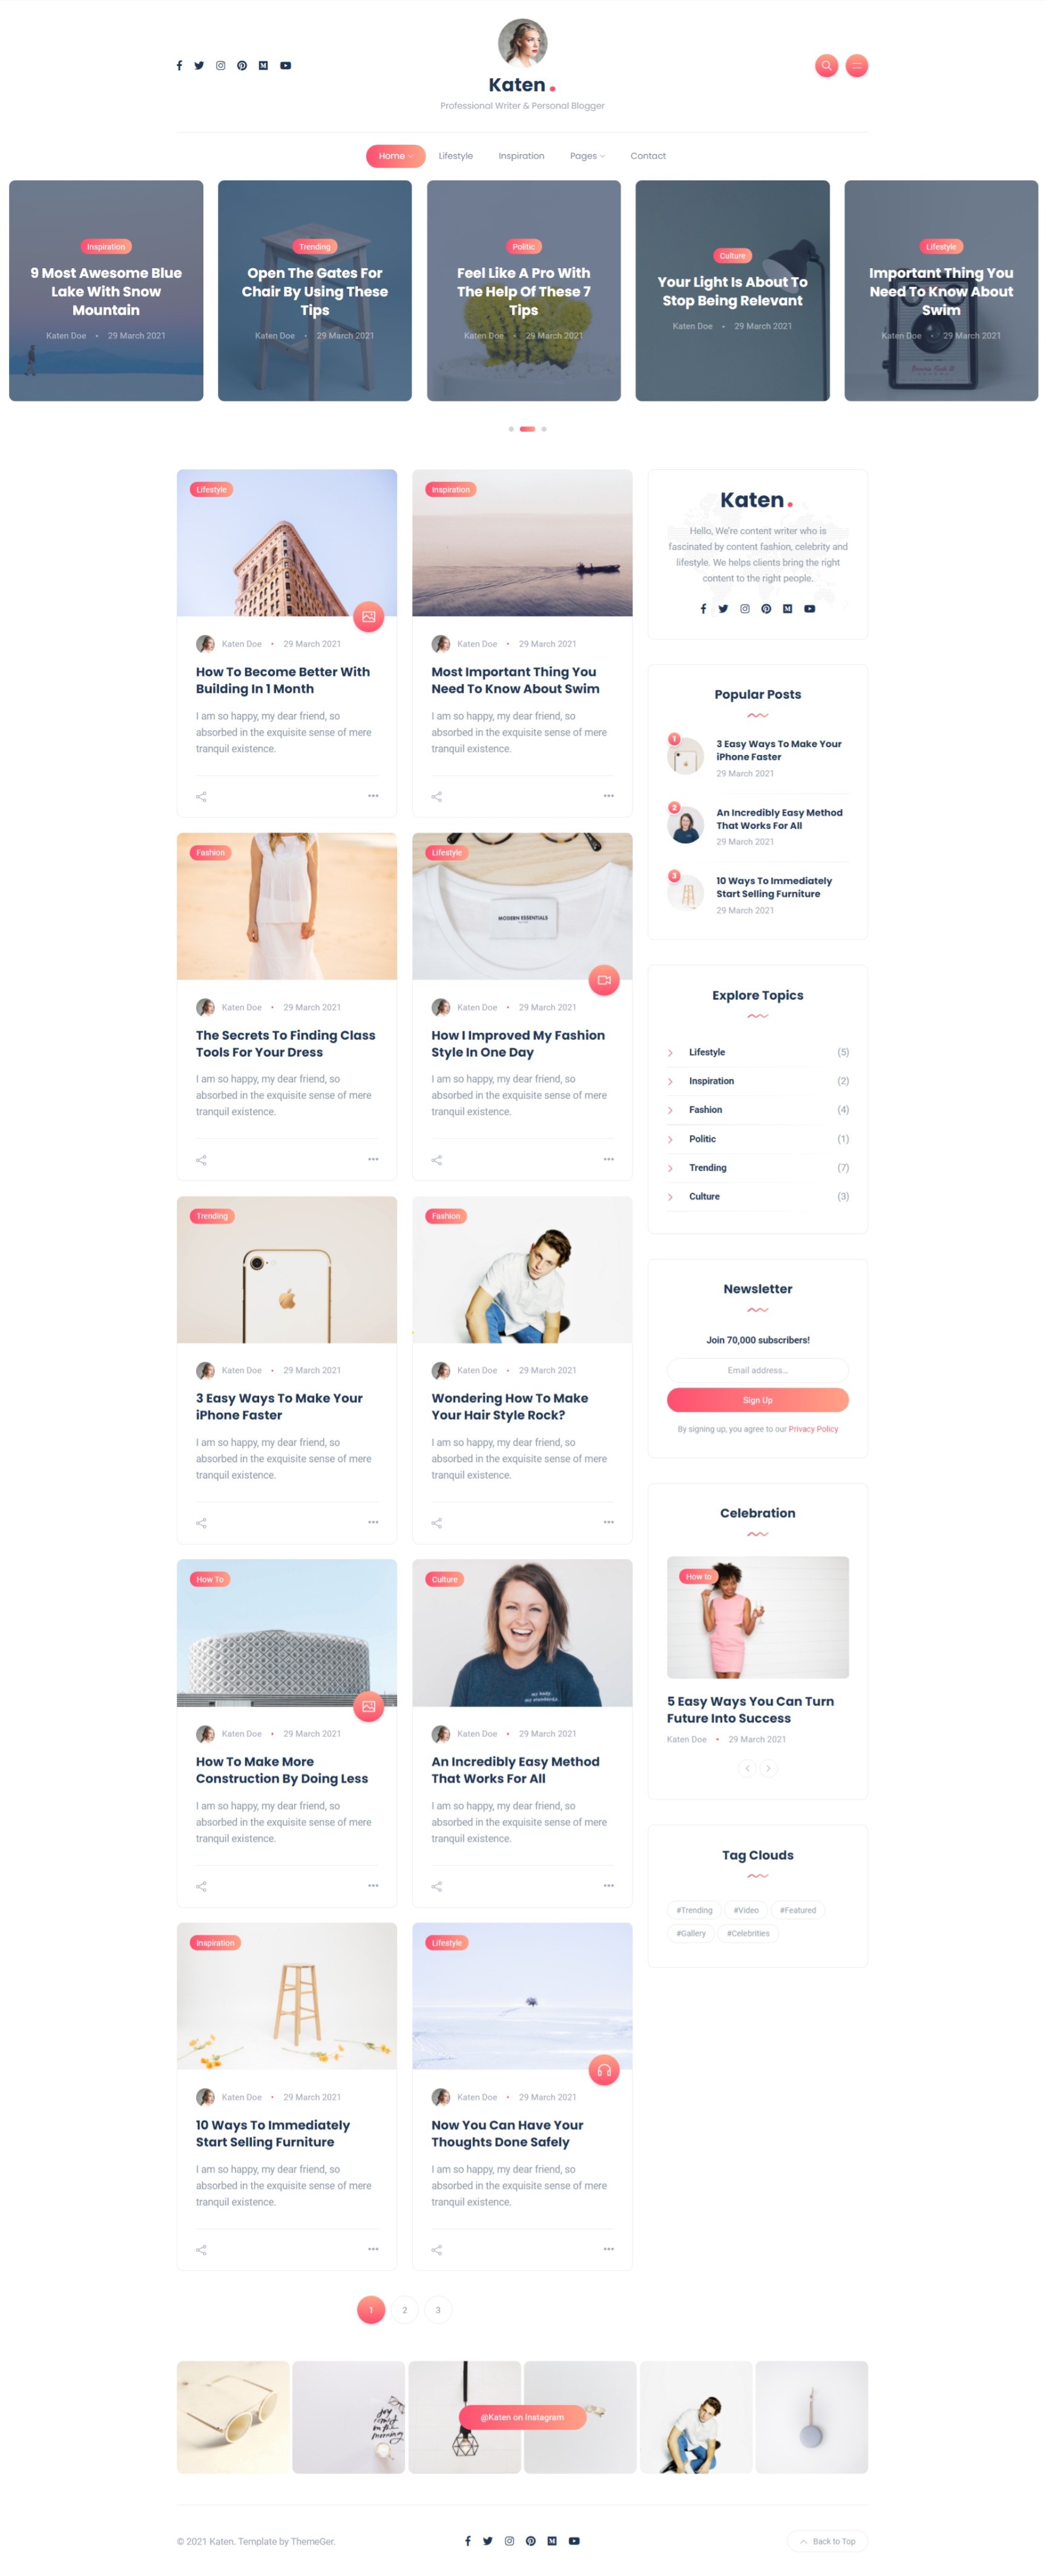 Katen.
Professional Writer & Personal Blogger
Home
Lifestyle
Inspiration
Pages
Contact
Inspiration
9 Most Awesome Blue
Lake With Snow
Mountain
Katen Doe • 29 March 2021
Trending
Open The Gates For
Chair By Using These
Tips
Katen Doe • 29 March 2021
Politic
Feel Like A Pro With
The Help Of These 7
Tips
Katen Doe • 29 March 2021
Culture
Your Light Is About To
Stop Being Relevant
Katen Doe • 29 March 2021
Lifestyle
Important Thing You
Need To Know About
Swim
Katen Doe • 29 March 2021
Lifestyle
Katen Doe • 29 March 2021
How To Become Better With
Building In 1 Month
I am so happy, my dear friend, so
absorbed in the exquisite sense of mere
tranquil existence.
Inspiration
Katen Doe • 29 March 2021
Most Important Thing You
Need To Know About Swim
I am so happy, my dear friend, so
absorbed in the exquisite sense of mere
tranquil existence.
Fashion
Katen Doe • 29 March 2021
The Secrets To Finding Class
Tools For Your Dress
I am so happy, my dear friend, so
absorbed in the exquisite sense of mere
tranquil existence.
Lifestyle
MODERN ESSENTIALS
Katen Doe • 29 March 2021
How I Improved My Fashion
Style In One Day
I am so happy, my dear friend, so
absorbed in the exquisite sense of mere
tranquil existence.
Trending
Katen Doe • 29 March 2021
3 Easy Ways To Make Your
iPhone Faster
I am so happy, my dear friend, so
absorbed in the exquisite sense of mere
tranquil existence.
Fashion
Katen Doe • 29 March 2021
Wondering How To Make
Your Hair Style Rock?
I am so happy, my dear friend, so
absorbed in the exquisite sense of mere
tranquil existence.
How To
Katen Doe • 29 March 2021
How To Make More
Construction By Doing Less
I am so happy, my dear friend, so
absorbed in the exquisite sense of mere
tranquil existence.
Culture
my body,
my standards.
Katen Doe • 29 March 2021
An Incredibly Easy Method
That Works For All
I am so happy, my dear friend, so
absorbed in the exquisite sense of mere
tranquil existence.
Inspiration
Katen Doe • 29 March 2021
10 Ways To Immediately
Start Selling Furniture
I am so happy, my dear friend, so
absorbed in the exquisite sense of mere
tranquil existence.
Lifestyle
Katen Doe • 29 March 2021
Now You Can Have Your
Thoughts Done Safely
I am so happy, my dear friend, so
absorbed in the exquisite sense of mere
tranquil existence.
1 2 3
Katen.
Hello, We're content writer who is
fascinated by content fashion, celebrity and
lifestyle. We helps clients bring the right
content to the right people.
Popular Posts
1
3 Easy Ways To Make Your
iPhone Faster
29 March 2021
2
An Incredibly Easy Method
That Works For All
29 March 2021
3
10 Ways To Immediately
Start Selling Furniture
29 March 2021
Explore Topics
Lifestyle (5)
Inspiration (2)
Fashion (4)
Politic (1)
Trending (7)
Culture (3)
Newsletter
Join 70,000 subscribers!
Email address...
Sign Up
By signing up, you agree to our Privacy Policy
Celebration
How to
5 Easy Ways You Can Turn
Future Into Success
Katen Doe • 29 March 2021
Tag Clouds
#Trending #Video #Featured
#Gallery #Celebrities
joy
comes
in the
morning
@Katen on Instagram
© 2021 Katen. Template by ThemeGer.
Back to Top